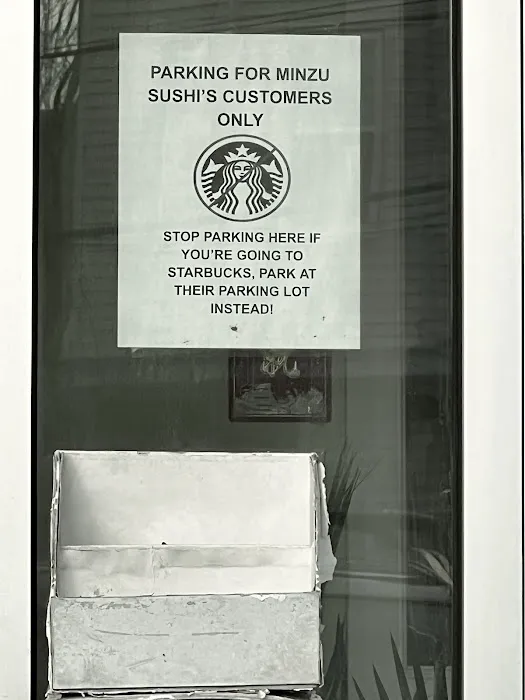 PARKING FOR MINZU
SUSHI'S CUSTOMERS
ONLY
STOP PARKING HERE IF
YOU'RE GOING TO
STARBUCKS, PARK AT
THEIR PARKING LOT
INSTEAD!